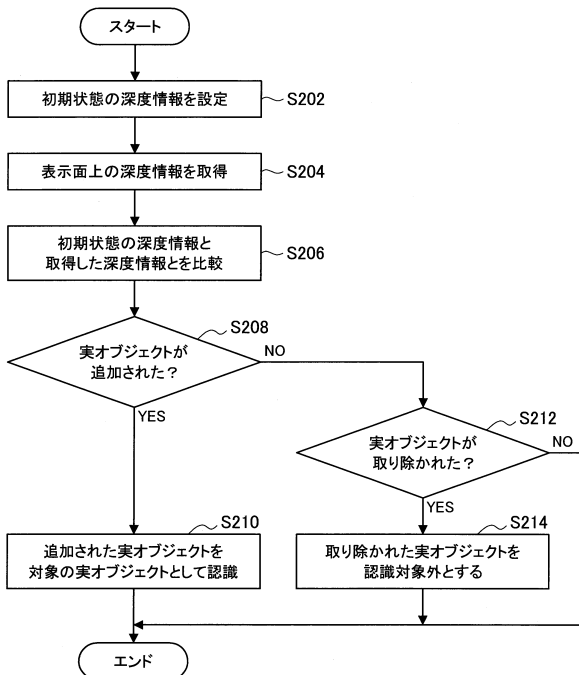 スタート
初期状態の深度情報を設定
S202
表示面上の深度情報を取得
S204
初期状態の深度情報と
取得した深度情報とを比較
S206
S208
実オブジェクトが
追加された？
NO
YES
S212
実オブジェクトが
取り除かれた？
NO
YES
S210
追加された実オブジェクトを
対象の実オブジェクトとして認識
S214
取り除かれた実オブジェクトを
認識対象外とする
エンド